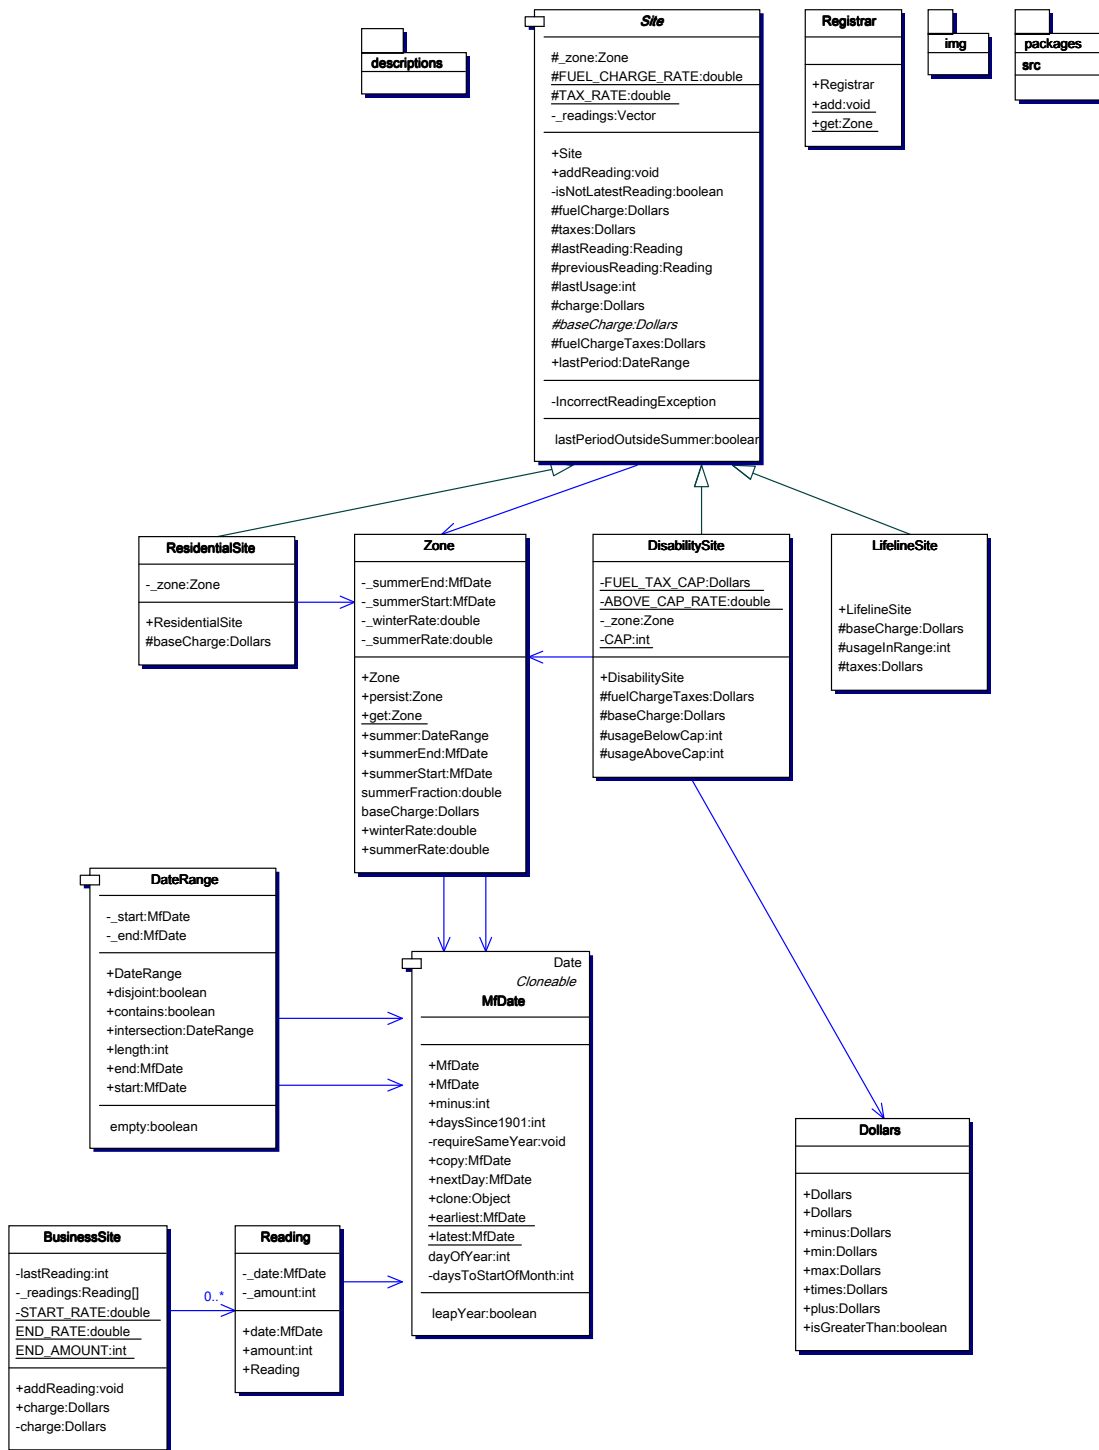 descriptions
Site
#_zone:Zone
#FUEL_CHARGE_RATE:double
#TAX_RATE:double
-_readings:Vector
+Site
+addReading:void
-isNotLatestReading:boolean
#fuelCharge:Dollars
#taxes:Dollars
#lastReading:Reading
#previousReading:Reading
#lastUsage:int
#charge:Dollars
#baseCharge:Dollars
#fuelChargeTaxes:Dollars
+lastPeriod:DateRange
-IncorrectReadingException
lastPeriodOutsideSummer:boolean
Registrar
+Registrar
+add:void
+get:Zone
img
packages
src
ResidentialSite
-_zone:Zone
+ResidentialSite
#baseCharge:Dollars
Zone
-_summerEnd:MfDate
-_summerStart:MfDate
-_winterRate:double
-_summerRate:double
+Zone
+persist:Zone
+get:Zone
+summer:DateRange
+summerEnd:MfDate
+summerStart:MfDate
summerFraction:double
baseCharge:Dollars
+winterRate:double
+summerRate:double
DisabilitySite
-FUEL_TAX_CAP:Dollars
-ABOVE_CAP_RATE:double
-_zone:Zone
-CAP:int
+DisabilitySite
#fuelChargeTaxes:Dollars
#baseCharge:Dollars
#usageBelowCap:int
#usageAboveCap:int
LifelineSite
+LifelineSite
#baseCharge:Dollars
#usageInRange:int
#taxes:Dollars
DateRange
-_start:MfDate
-_end:MfDate
+DateRange
+disjoint:boolean
+contains:boolean
+intersection:DateRange
+length:int
+end:MfDate
+start:MfDate
empty:boolean
Date
Cloneable
MfDate
+MfDate
+MfDate
+minus:int
+daysSince1901:int
-requireSameYear:void
+copy:MfDate
+nextDay:MfDate
+clone:Object
+earliest:MfDate
+latest:MfDate
dayOfYear:int
-daysToStartOfMonth:int
leapYear:boolean
Dollars
+Dollars
+Dollars
+minus:Dollars
+min:Dollars
+max:Dollars
+times:Dollars
+plus:Dollars
+isGreaterThan:boolean
BusinessSite
-lastReading:int
-_readings:Reading[]
-START_RATE:double
END_RATE:double
END_AMOUNT:int
+addReading:void
+charge:Dollars
-charge:Dollars
0..*
Reading
-_date:MfDate
-_amount:int
+date:MfDate
+amount:int
+Reading